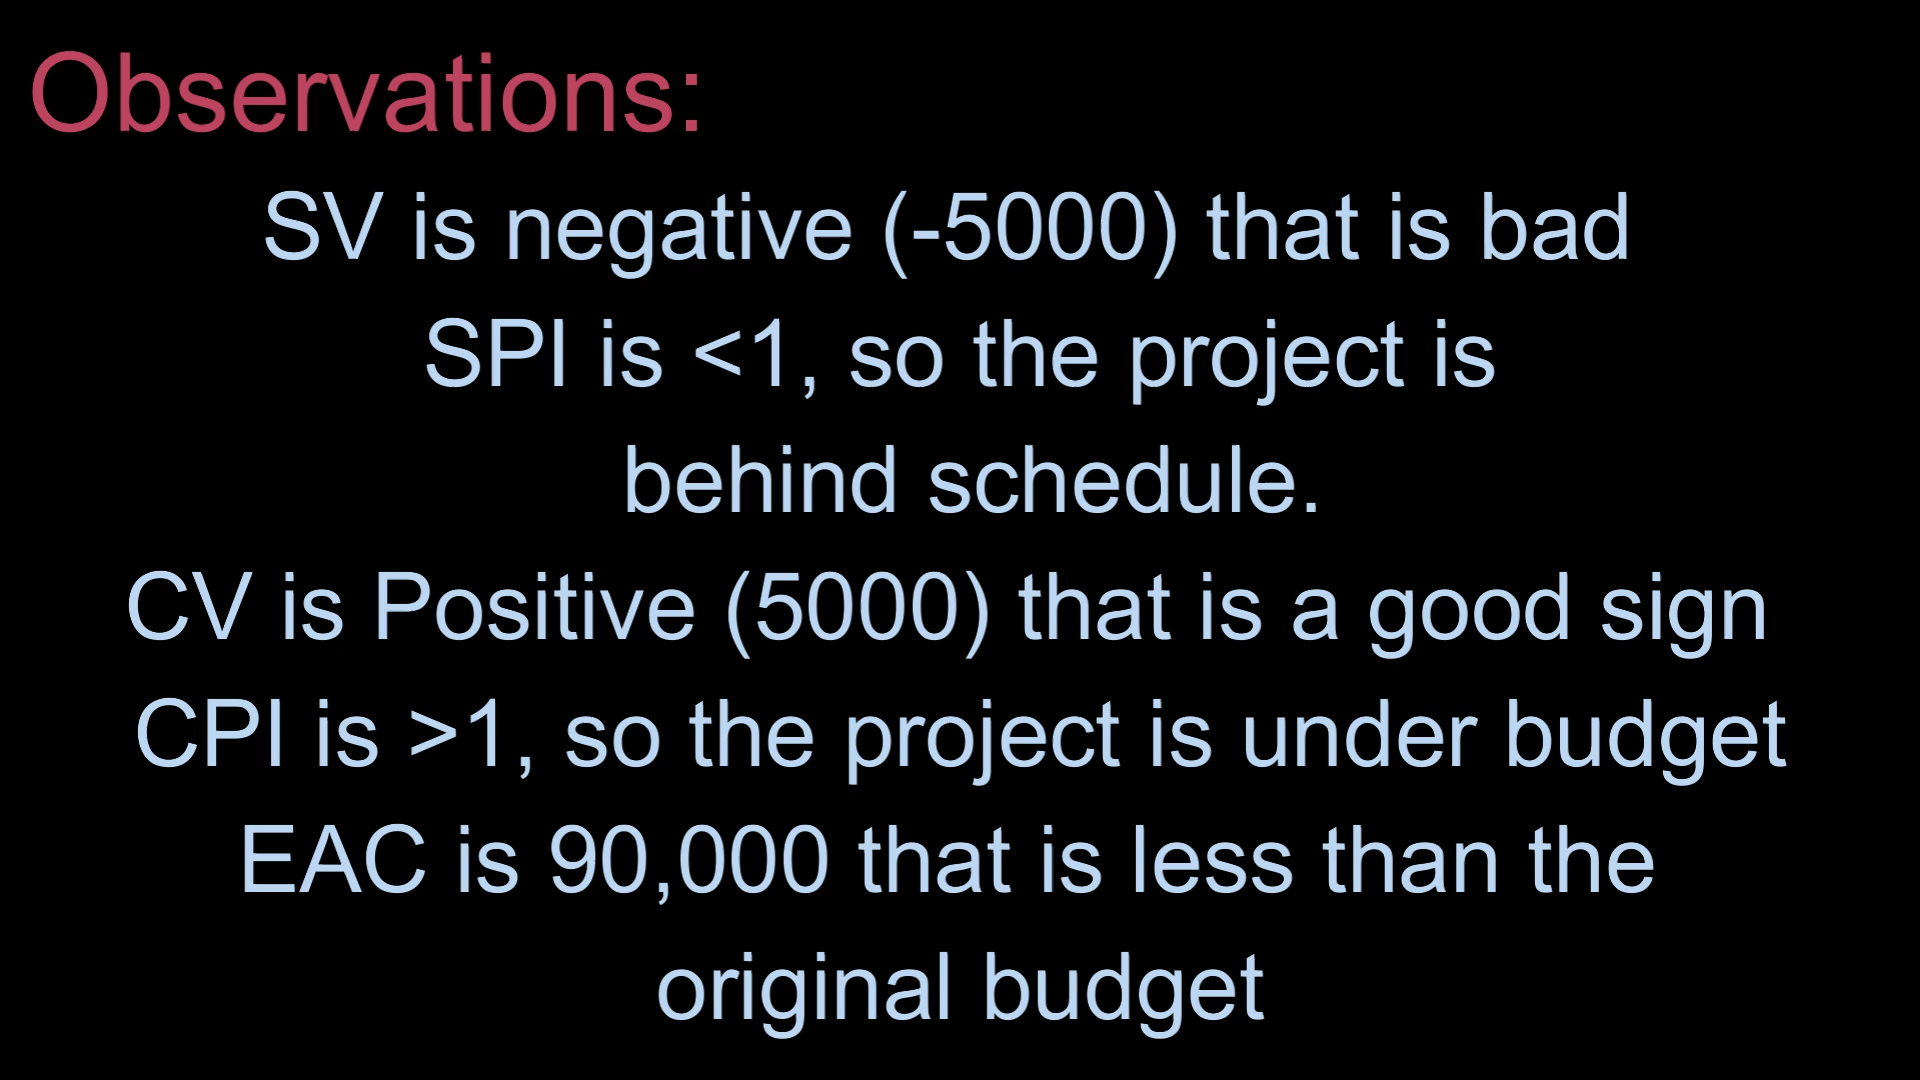 Observations:
SV is negative (-5000) that is bad
SPI is <1, so the project is
behind schedule.
CV is Positive (5000) that is a good sign
CPI is >1, so the project is under budget
EAC is 90,000 that is less than the
original budget